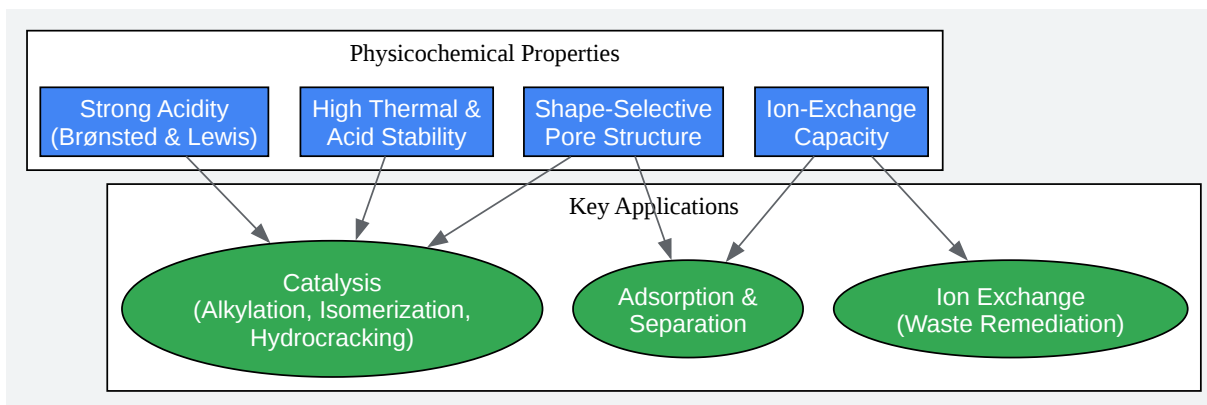 Physicochemical Properties
Strong Acidity
(Brønsted & Lewis)
High Thermal &
Acid Stability
Shape-Selective
Pore Structure
Ion-Exchange
Capacity
Key Applications
Catalysis
(Alkylation, Isomerization,
Hydrocracking)
Adsorption &
Separation
Ion Exchange
(Waste Remediation)